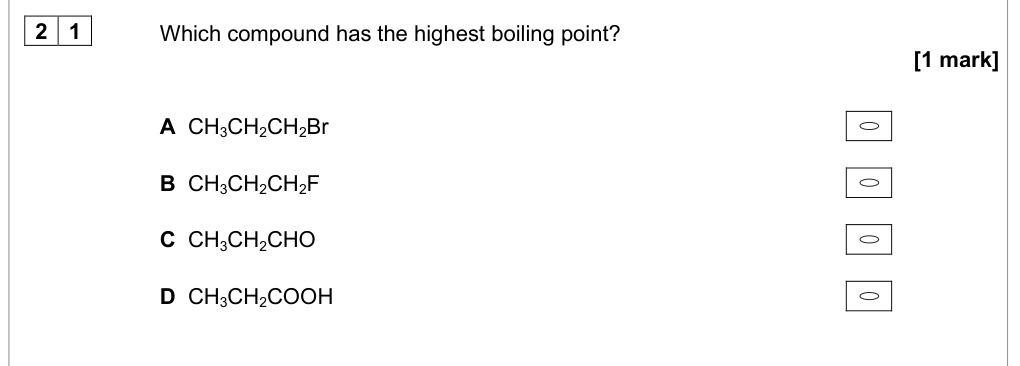 2 1 Which compound has the highest boiling point?
[1 mark]
A CH₃CH₂CH₂Br
B CH₃CH₂CH₂F
C CH₃CH₂CHO
D CH₃CH₂COOH